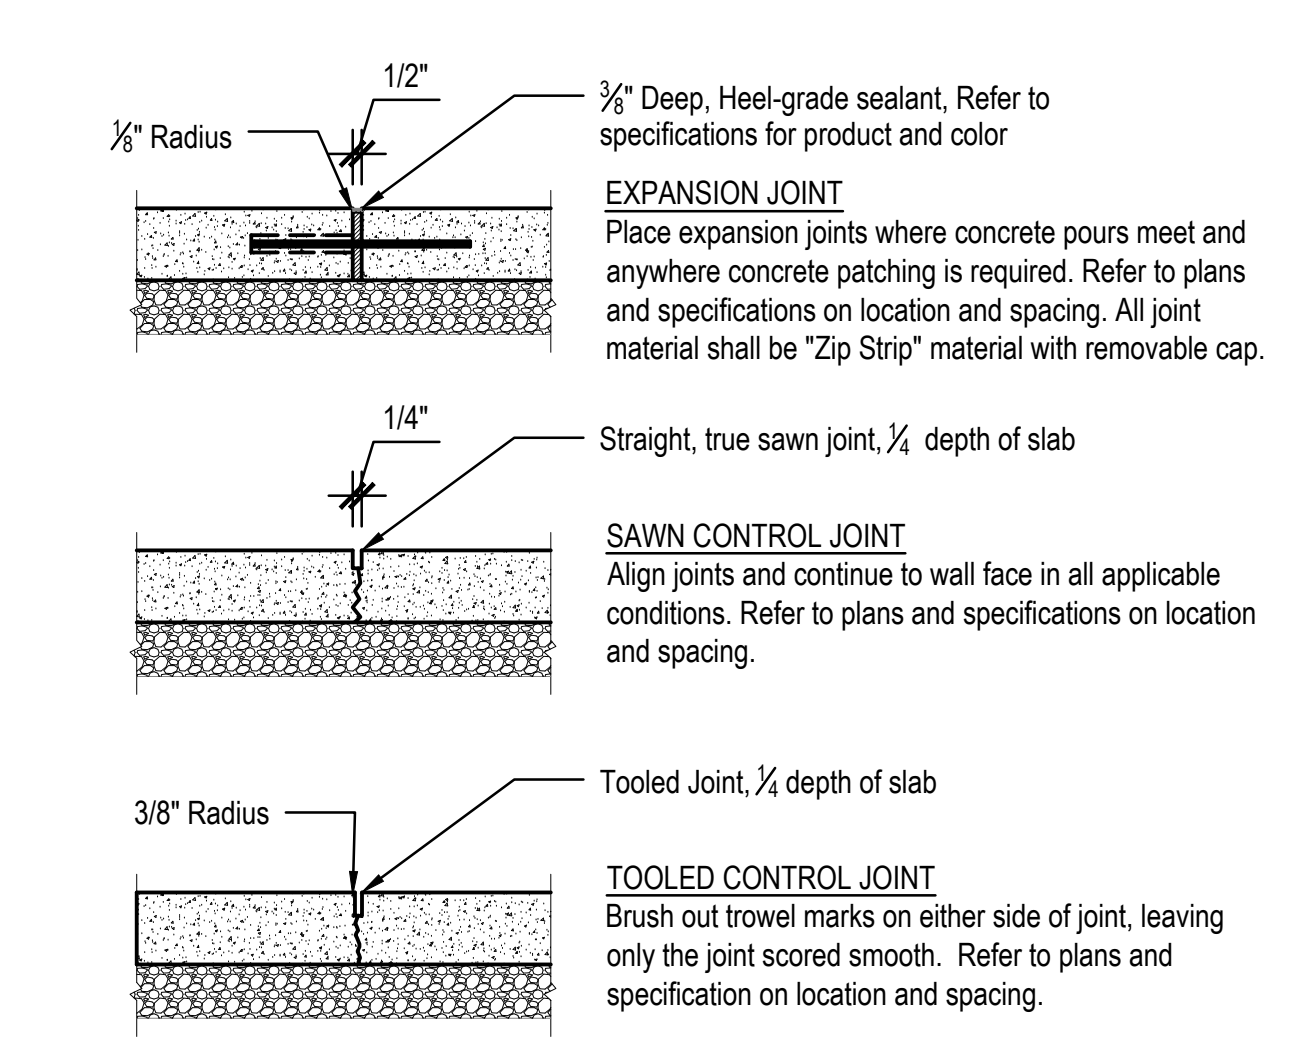 1/2"
⅜" Deep, Heel-grade sealant, Refer to
specifications for product and color
⅛" Radius
EXPANSION JOINT
Place expansion joints where concrete pours meet and
anywhere concrete patching is required. Refer to plans
and specifications on location and spacing. All joint
material shall be "Zip Strip" material with removable cap.
1/4"
Straight, true sawn joint, ¼ depth of slab
SAWN CONTROL JOINT
Align joints and continue to wall face in all applicable
conditions. Refer to plans and specifications on location
and spacing.
Tooled Joint, ¼ depth of slab
3/8" Radius
TOOLED CONTROL JOINT
Brush out trowel marks on either side of joint, leaving
only the joint scored smooth. Refer to plans and
specification on location and spacing.